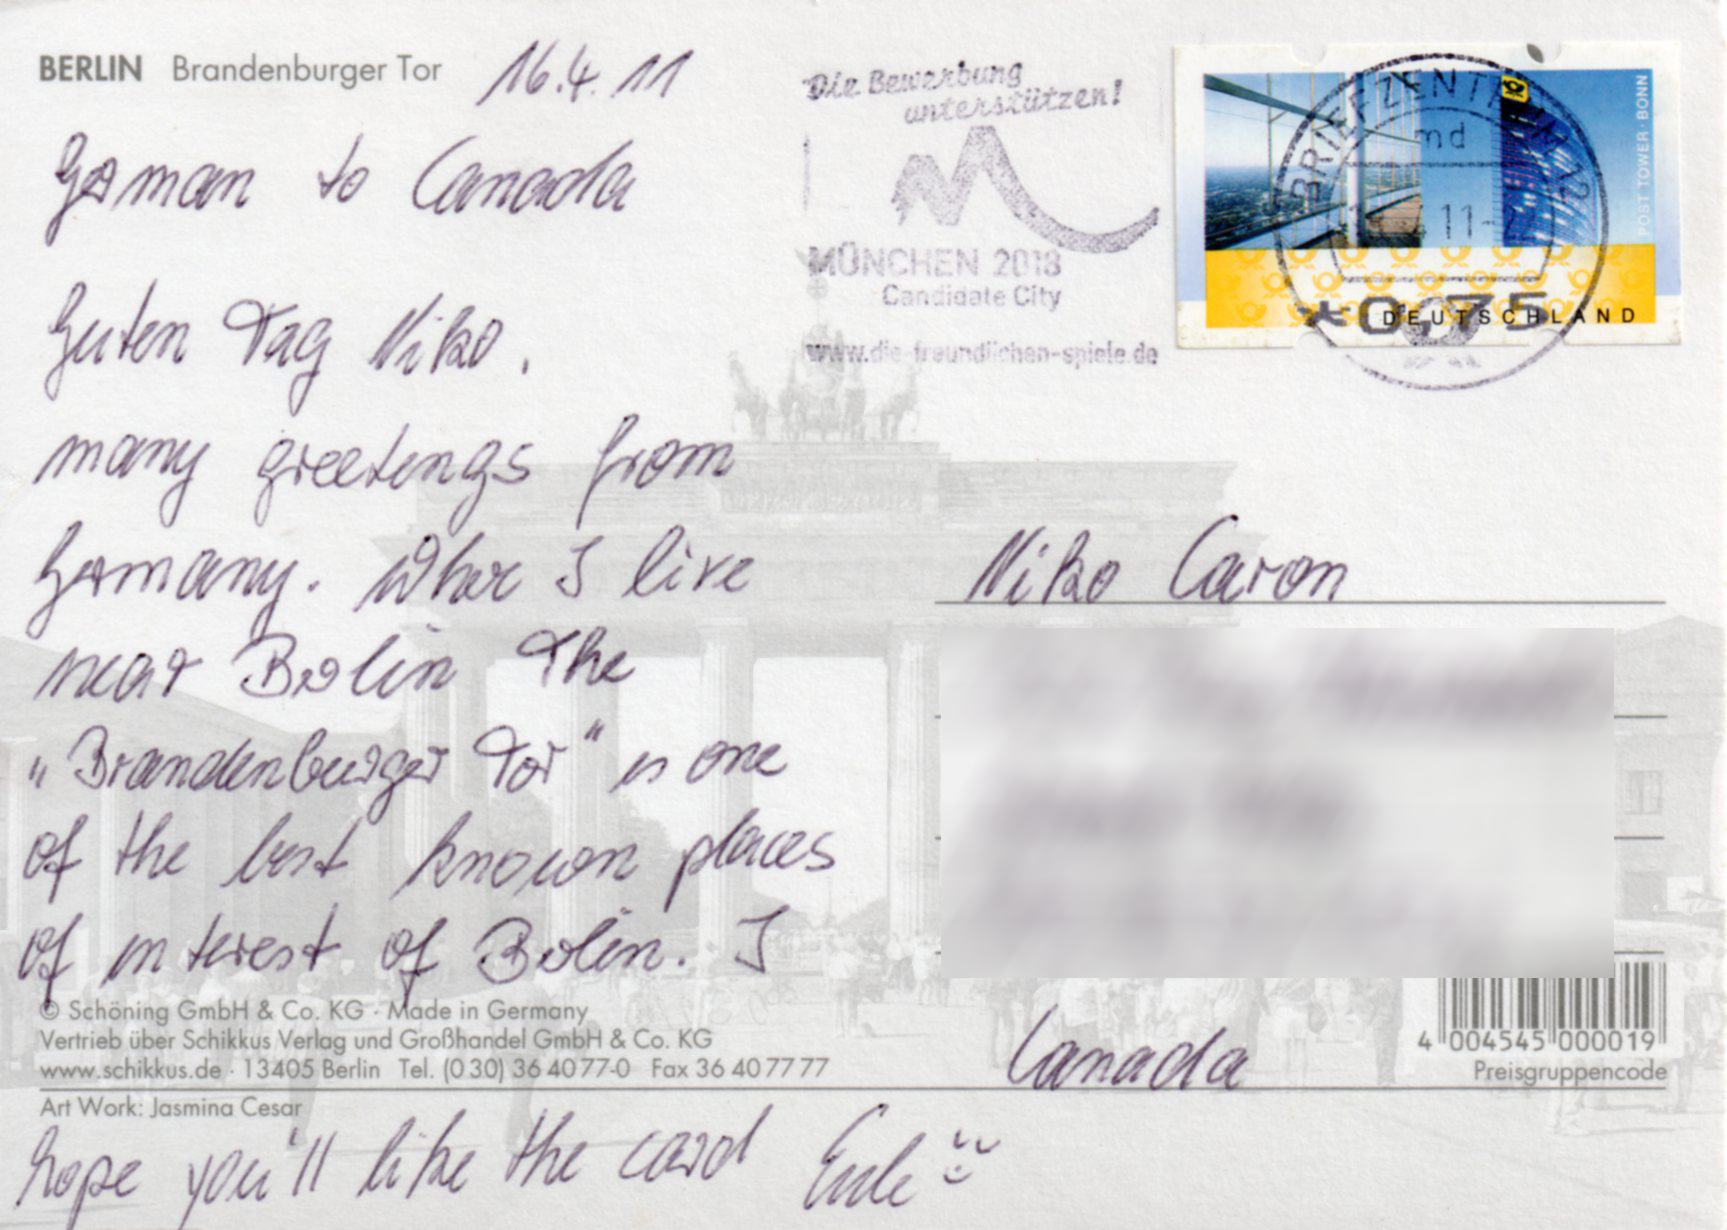 BERLIN Brandenburger Tor
16.4.11
German to Canada
Guten Tag Niko,
many greetings from
Germany. Wher I live
near Berlin The
„Brandenburger Tor“ is one
of the best known places
of interest of Berlin. I
© Schöning GmbH & Co. KG · Made in Germany
Vertrieb über Schikkus Verlag und Großhandel GmbH & Co. KG
www.schikkus.de · 13405 Berlin Tel. (0 30) 36 40 77-0 Fax 36 40 77 77
Art Work: Jasmina Cesar
hope you'll like the card Eule
Die Bewerbung
unterstützen!
MÜNCHEN 2018
Candidate City
www.die-freundlichen-spiele.de
POST TOWER · BONN
BRIEFZENTRUM
md
11
*0,75
DEUTSCHLAND
Niko Caron
Canada
4 004545 000019
Preisgruppencode